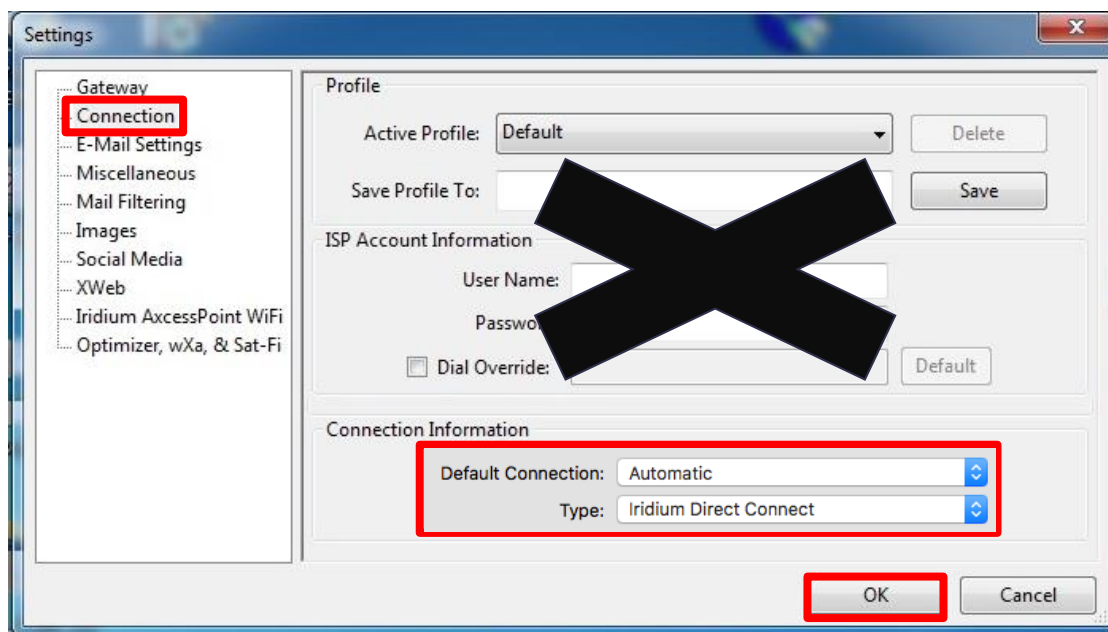 Settings
x
Gateway
Connection
E-Mail Settings
Miscellaneous
Mail Filtering
Images
Social Media
XWeb
Iridium AxcessPoint WiFi
Optimizer, wXa, & Sat-Fi
Profile
Active Profile: Default Delete
Save Profile To: Save
ISP Account Information
User Name:
Dial Override: Default
Connection Information
Default Connection: Automatic
Type: Iridium Direct Connect
OK Cancel